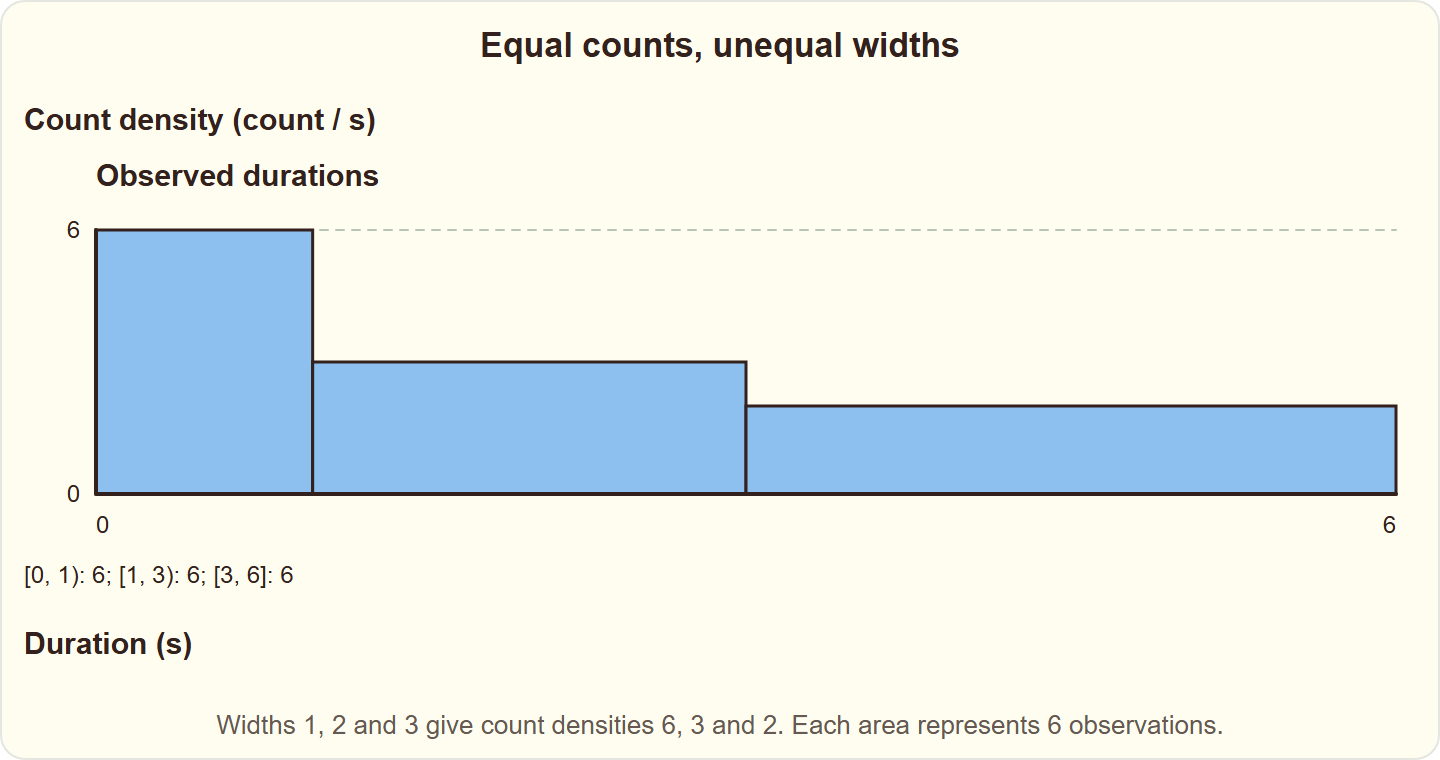 Equal counts, unequal widths
Count density (count / s)
Observed durations
6
0
0
6
[0, 1): 6; [1, 3): 6; [3, 6]: 6
Duration (s)
Widths 1, 2 and 3 give count densities 6, 3 and 2. Each area represents 6 observations.